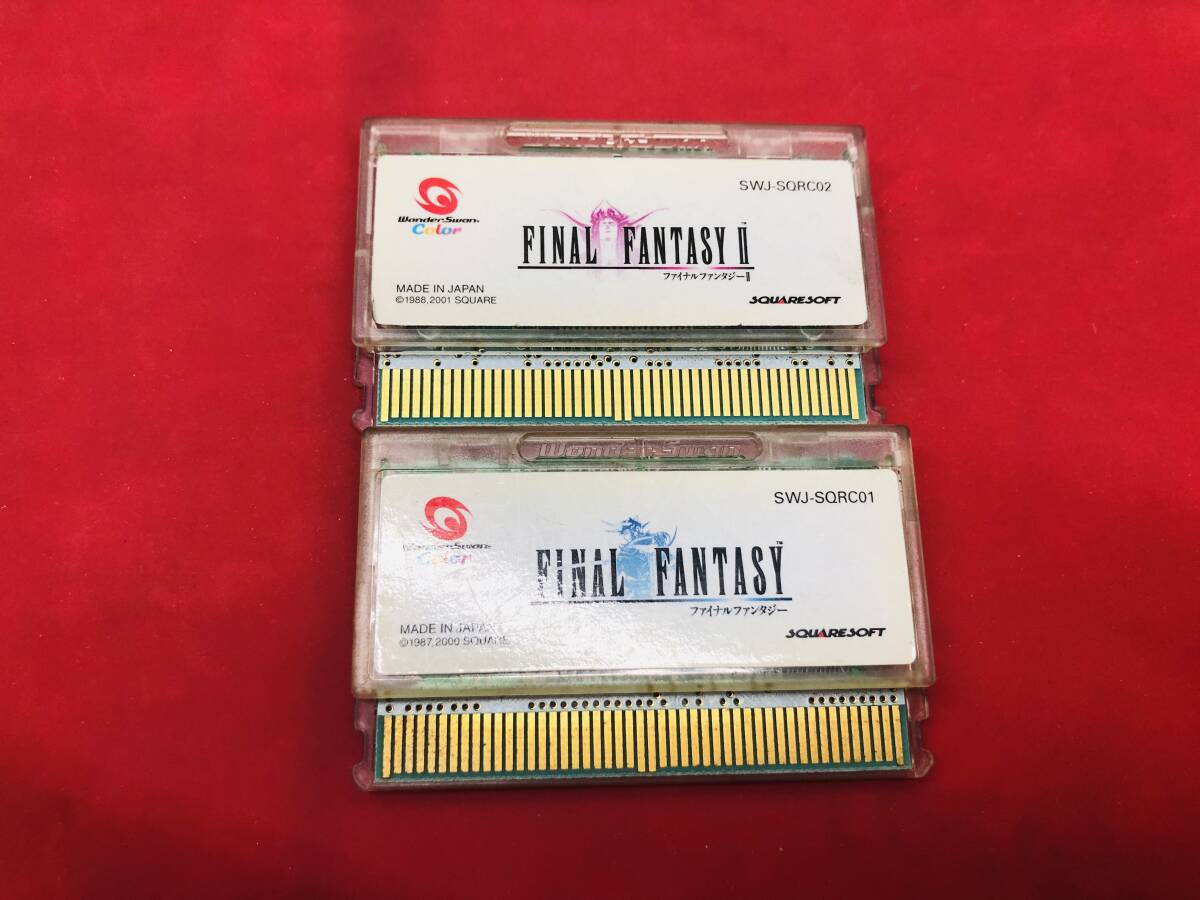 SWJ-SQRC02
WonderSwan
Color
FINAL FANTASY II™
ファイナルファンタジーII
MADE IN JAPAN
©1988,2001 SQUARE
SQUARESOFT
WonderSwan
SWJ-SQRC01
WonderSwan
Color
FINAL FANTASY™
ファイナルファンタジー
MADE IN JAPAN
©1987,2000 SQUARE
SQUARESOFT